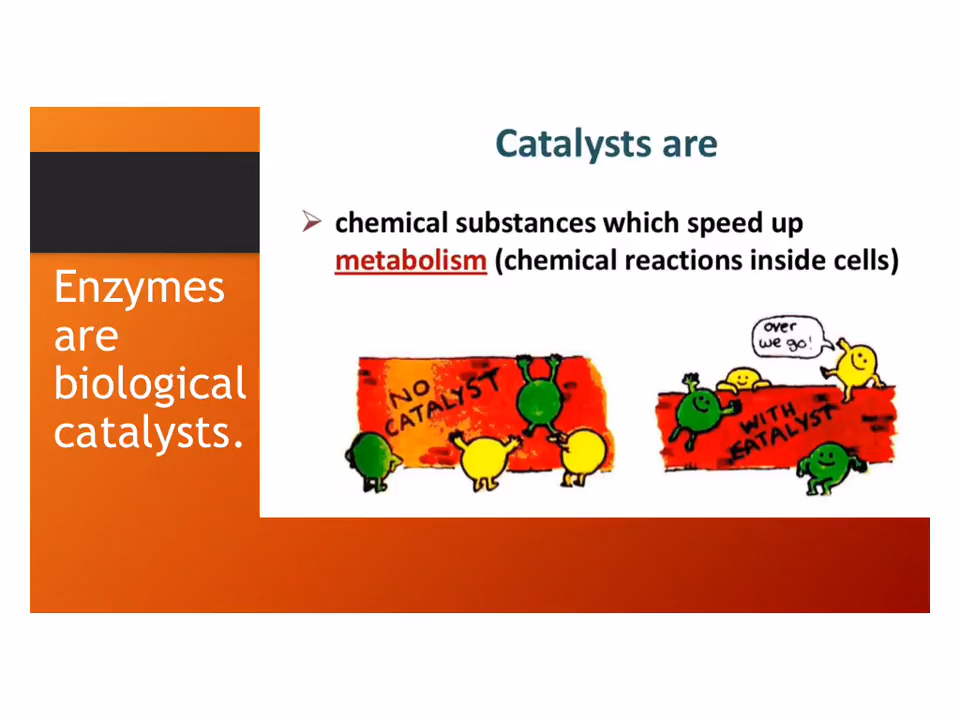 Enzymes
are
biological
catalysts.
Catalysts are
➢ chemical substances which speed up
metabolism (chemical reactions inside cells)
NO
CATALYST
over
we go!
WITH
CATALYST